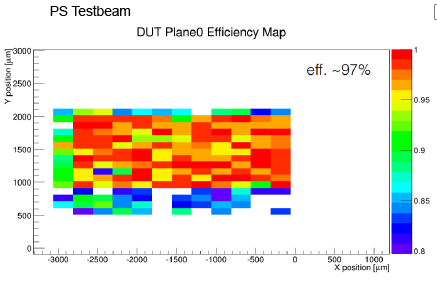 PS Testbeam
DUT Plane0 Efficiency Map
eff. ~97%
Y position [μm]
3000
2500
2000
1500
1000
500
0
-3000 -2500 -2000 -1500 -1000 -500 0 500 1000
X position [μm]
1
0.95
0.9
0.85
0.8